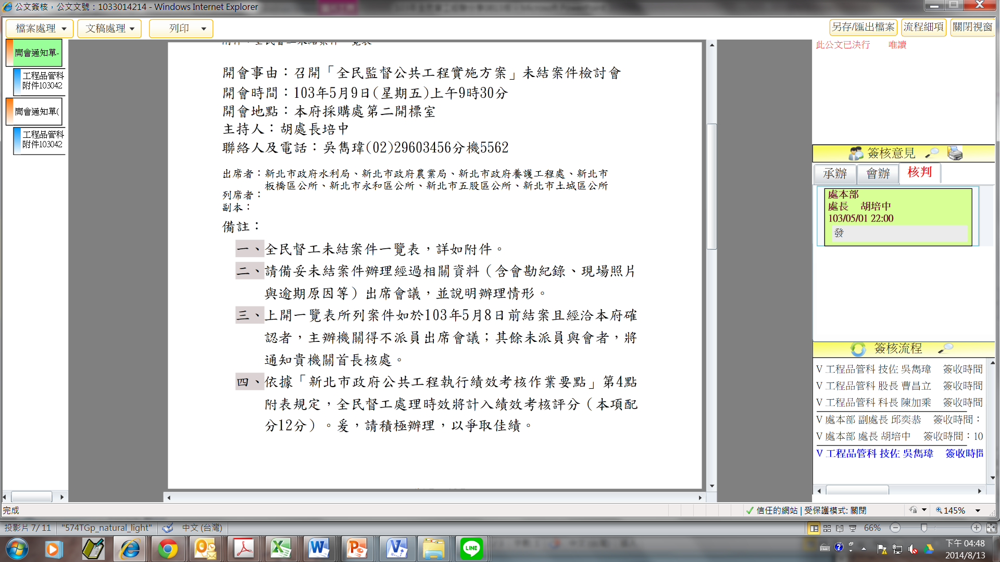 公文簽核，公文文號：1033014214 - Windows Internet Explorer
檔案處理
文稿處理
列印
另存/匯出檔案
流程細項
關閉視窗
開會通知單-
工程品管科
附件103042
開會通知單(
工程品管科
附件103042
附件：全民督工未結案件一覽表
開會事由：召開「全民監督公共工程實施方案」未結案件檢討會
開會時間：103年5月9日(星期五)上午9時30分
開會地點：本府採購處第二開標室
主持人：胡處長培中
聯絡人及電話：吳雋瑋(02)29603456分機5562
出席者：新北市政府水利局、新北市政府農業局、新北市政府養護工程處、新北市
板橋區公所、新北市永和區公所、新北市五股區公所、新北市土城區公所
列席者：
副本：
備註：
一、全民督工未結案件一覽表，詳如附件。
二、請備妥未結案件辦理經過相關資料（含會勘紀錄、現場照片
與逾期原因等）出席會議，並說明辦理情形。
三、上開一覽表所列案件如於103年5月8日前結案且經洽本府確
認者，主辦機關得不派員出席會議；其餘未派員與會者，將
通知貴機關首長核處。
四、依據「新北市政府公共工程執行績效考核作業要點」第4點
附表規定，全民督工處理時效將計入績效考核評分（本項配
分12分）。爰，請積極辦理，以爭取佳績。
此公文已決行 唯讀
簽核意見
承辦 會辦 核判
處本部
處長 胡培中
103/05/01 22:00
發
簽核流程
V 工程品管科 技佐 吳雋瑋 簽收時間
V 工程品管科 股長 曹昌立 簽收時間
V 工程品管科 科長 陳加乘 簽收時間
V 處本部 副處長 邱奕恭 簽收時間：
V 處本部 處長 胡培中 簽收時間：10
V 工程品管科 技佐 吳雋瑋 簽收時間
完成
信任的網站 | 受保護模式: 關閉
145%
投影片 7/ 11
"574TGp_natural_light"
中文 (台灣)
66%
LINE
下午 04:48
2014/8/13